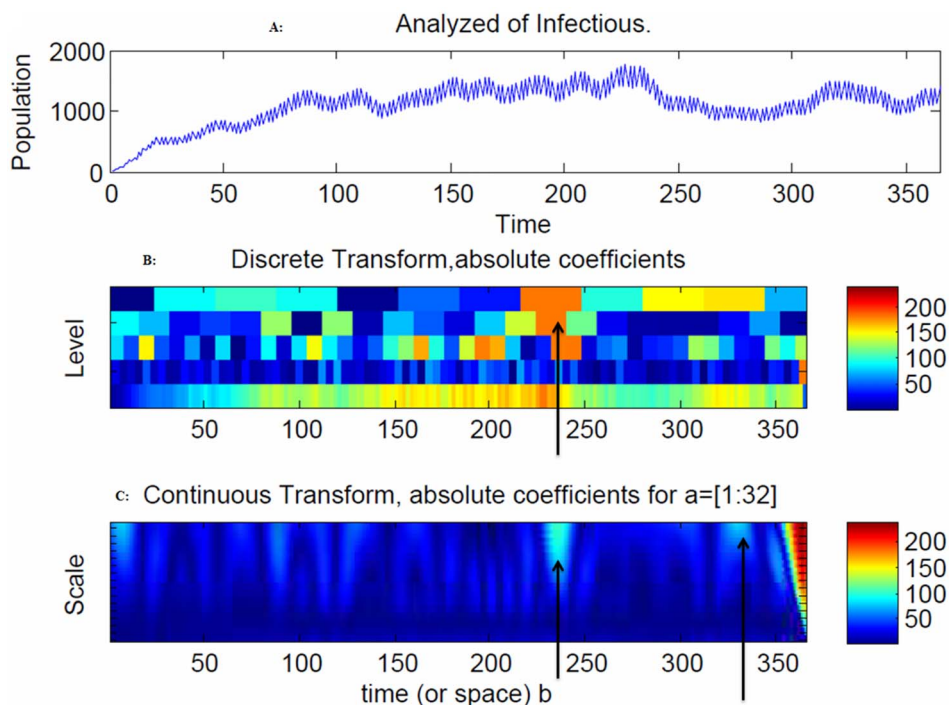 A: Analyzed of Infectious.
Population
2000
1000
0
0 50 100 150 200 250 300 350
Time
B: Discrete Transform,absolute coefficients
Level
50 100 150 200 250 300 350
200
150
100
50
C: Continuous Transform, absolute coefficients for a=[1:32]
Scale
50 100 150 200 250 300 350
time (or space) b
200
150
100
50